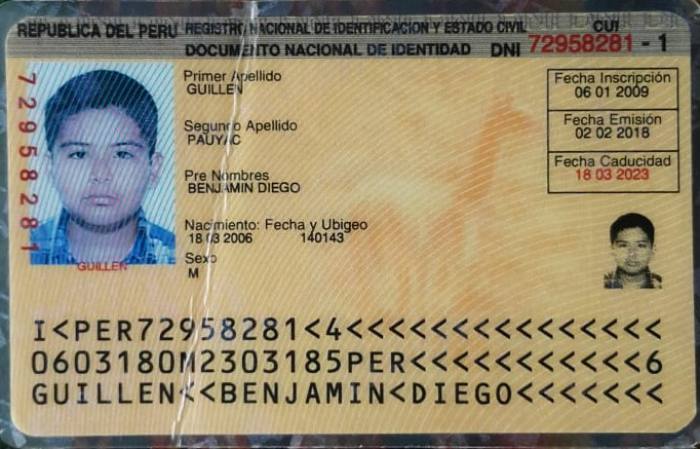 REPUBLICA DEL PERU REGISTRO NACIONAL DE IDENTIFICACION Y ESTADO CIVIL CUI
DOCUMENTO NACIONAL DE IDENTIDAD DNI 72958281 - 1
72958281
Primer Apellido
GUILLEN
Segundo Apellido
PAUYAC
Pre Nombres
BENJAMIN DIEGO
Nacimiento: Fecha y Ubigeo
18 03 2006 140143
Sexo
M
Fecha Inscripción
06 01 2009
Fecha Emisión
02 02 2018
Fecha Caducidad
18 03 2023
GUILLEN
I<PER72958281<4<<<<<<<<<<<<<<<
0603180M2303185PER<<<<<<<<<<<6
GUILLEN<<BENJAMIN<DIEGO<<<<<<<